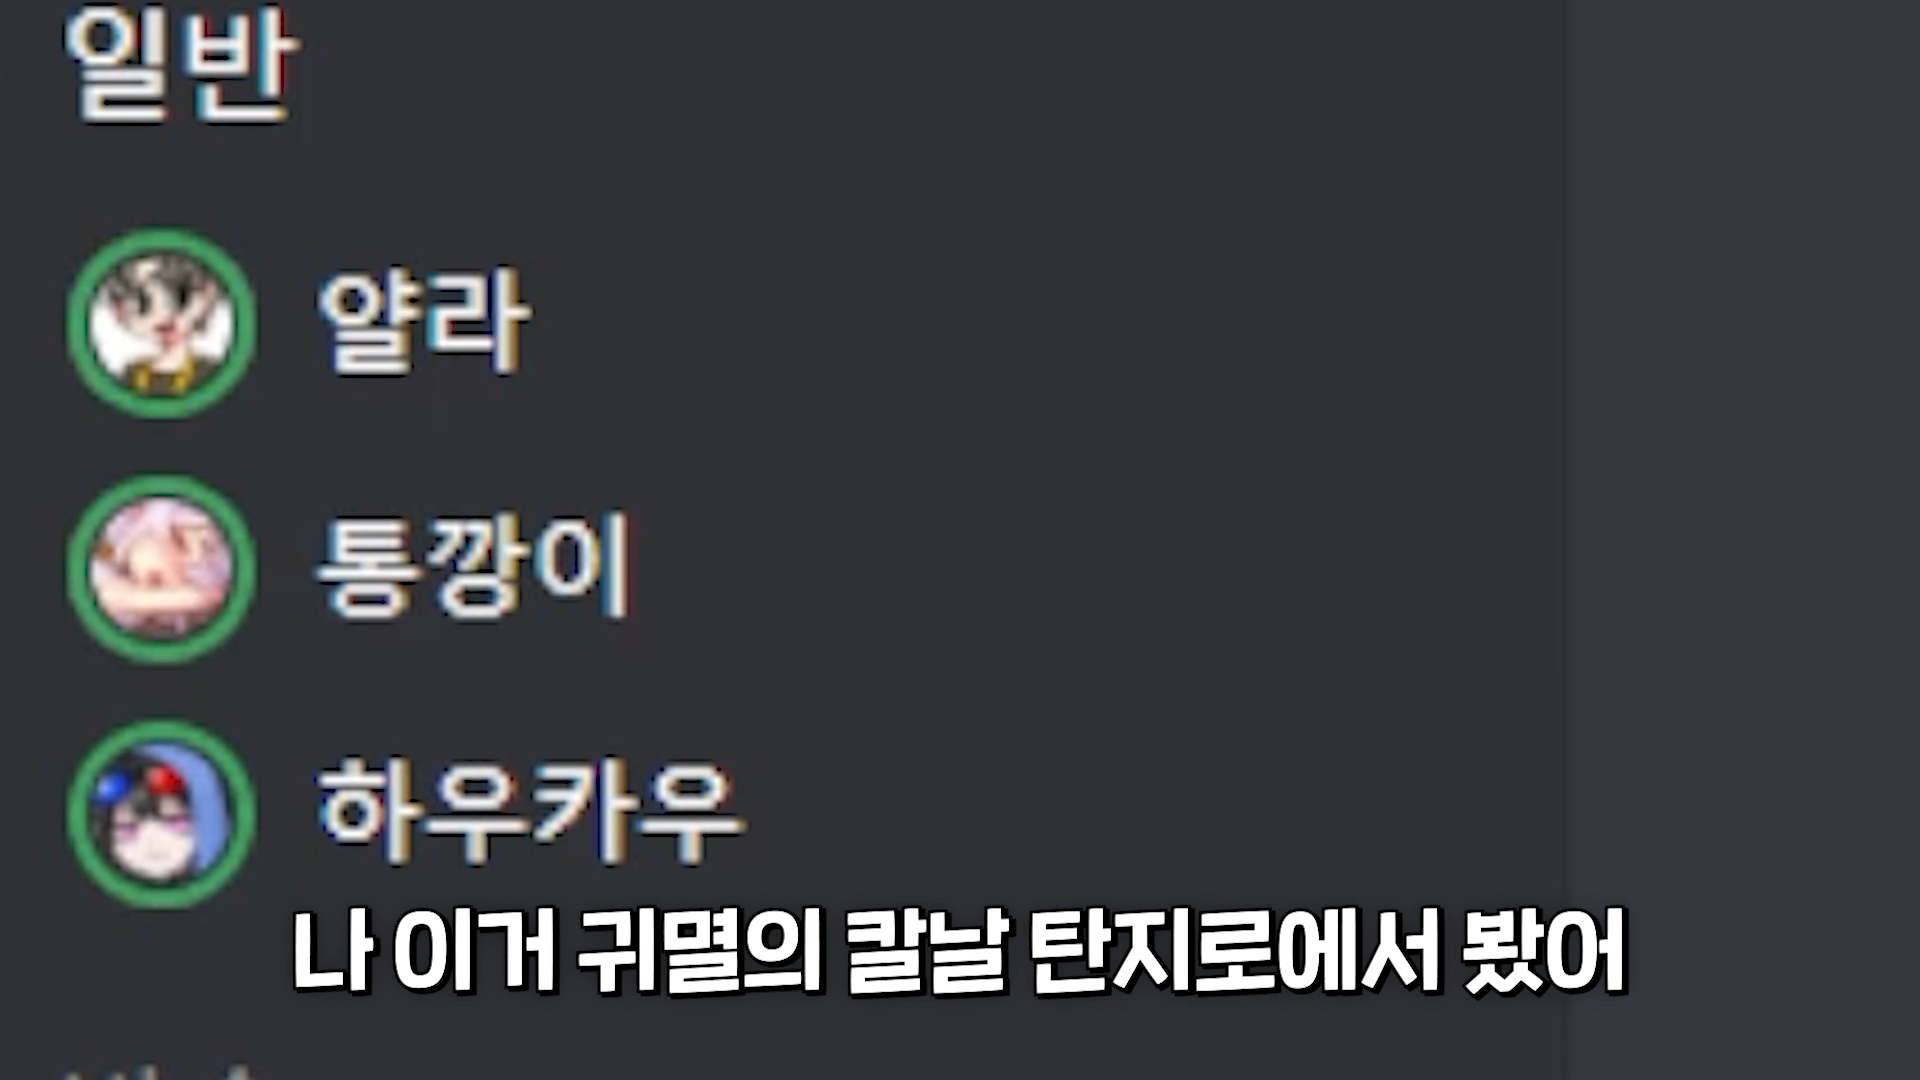 일반
얄라
통깡이
하우카우
나 이거 귀멸의 칼날 탄지로에서 봤어